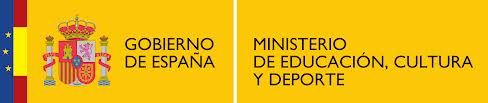 GOBIERNO
DE ESPAÑA
MINISTERIO
DE EDUCACIÓN, CULTURA
Y DEPORTE